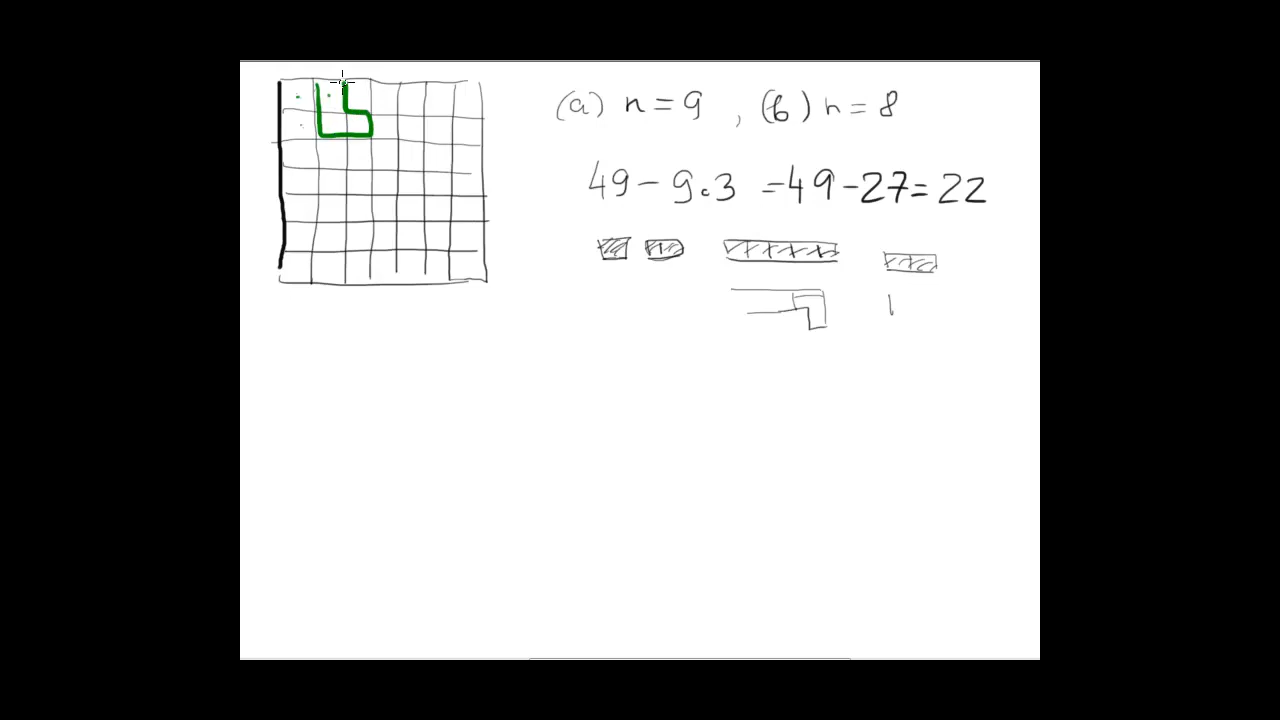 (a) n = 9 , (b) n = 8
49 - 9.3 = 49 - 27 = 22